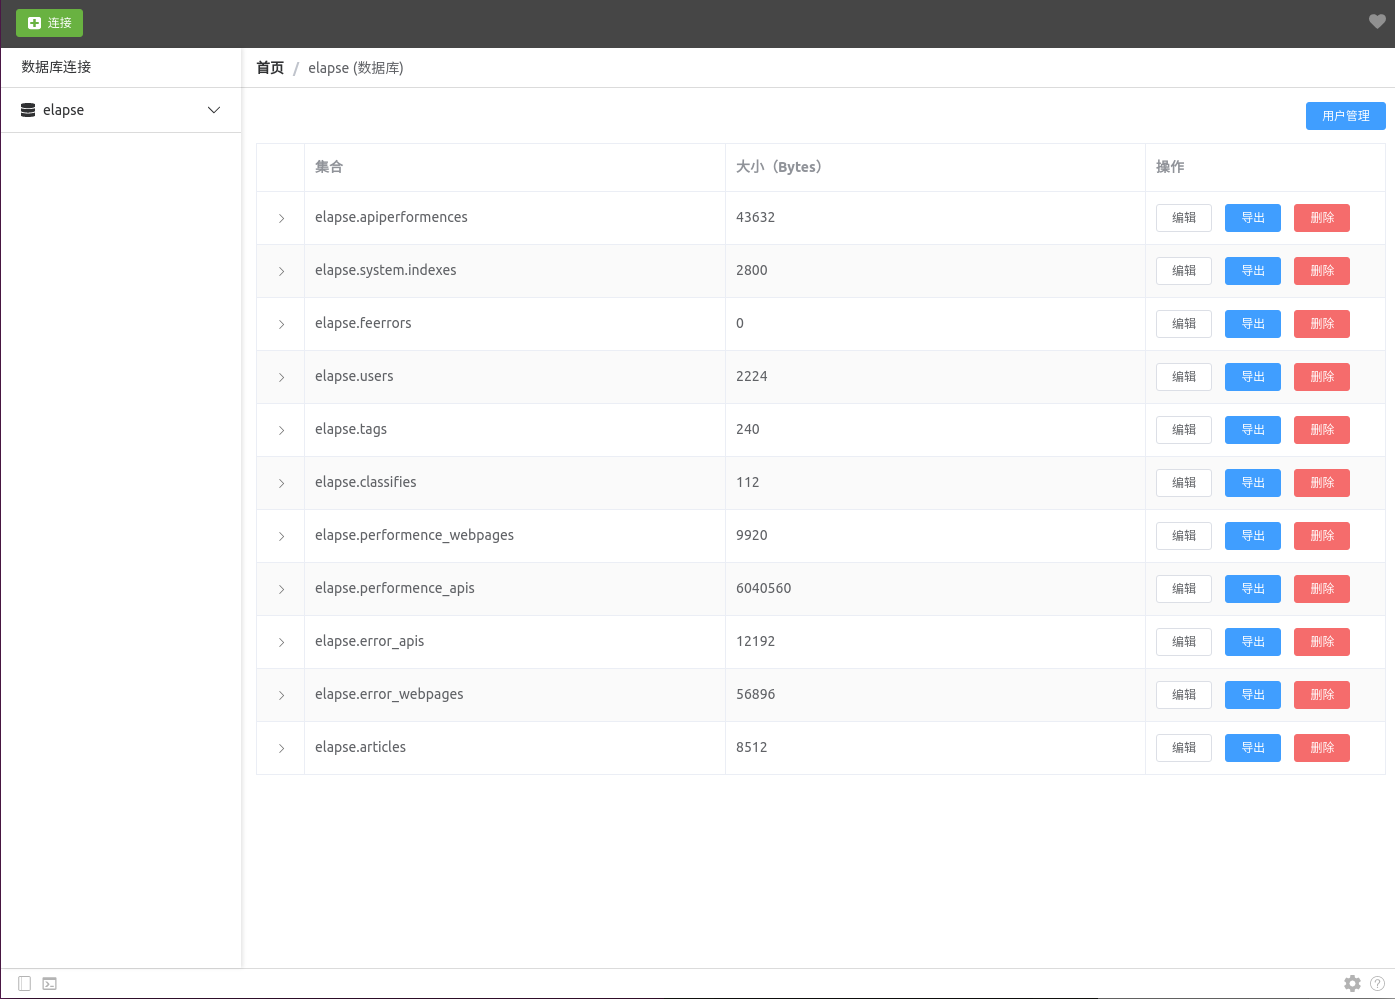 连接
数据库连接
首页 / elapse (数据库)
elapse
用户管理
集合 大小（Bytes） 操作
elapse.apiperformences 43632 编辑 导出 删除
elapse.system.indexes 2800 编辑 导出 删除
elapse.feerrors 0 编辑 导出 删除
elapse.users 2224 编辑 导出 删除
elapse.tags 240 编辑 导出 删除
elapse.classifies 112 编辑 导出 删除
elapse.performence_webpages 9920 编辑 导出 删除
elapse.performence_apis 6040560 编辑 导出 删除
elapse.error_apis 12192 编辑 导出 删除
elapse.error_webpages 56896 编辑 导出 删除
elapse.articles 8512 编辑 导出 删除